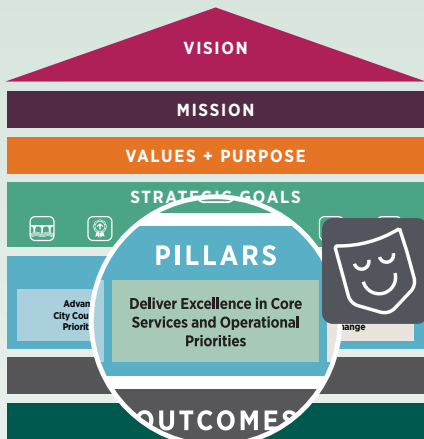 VISION
MISSION
VALUES + PURPOSE
STRATEGIC GOALS
PILLARS
Deliver Excellence in Core
Services and Operational
Priorities
OUTCOMES